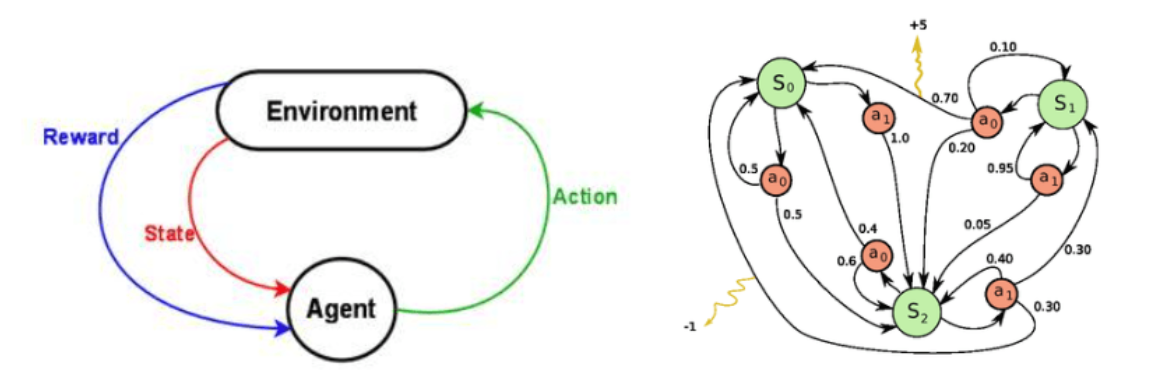 Environment
Reward
State
Action
Agent
+5
0.10
S0
S1
a1
0.70
a0
1.0
0.20
0.95
a1
0.5
a0
0.5
0.05
0.4
0.30
a0
0.6
0.40
a1
S2
0.30
-1